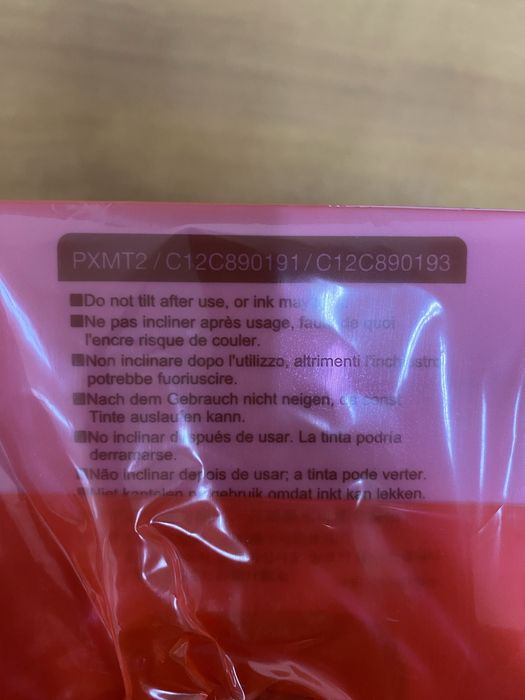 PXMT2 / C12C890191 / C12C890193
■Do not tilt after use, or ink may
■Ne pas incliner après usage, faute de quoi
l'encre risque de couler.
■Non inclinare dopo l'utilizzo, altrimenti l'inchiostro
potrebbe fuoriuscire.
■Nach dem Gebrauch nicht neigen, da sonst
Tinte auslaufen kann.
■No inclinar después de usar. La tinta podría
derramarse.
■Não inclinar depois de usar; a tinta pode verter.
■Niet kantelen na gebruik omdat inkt kan lekken.